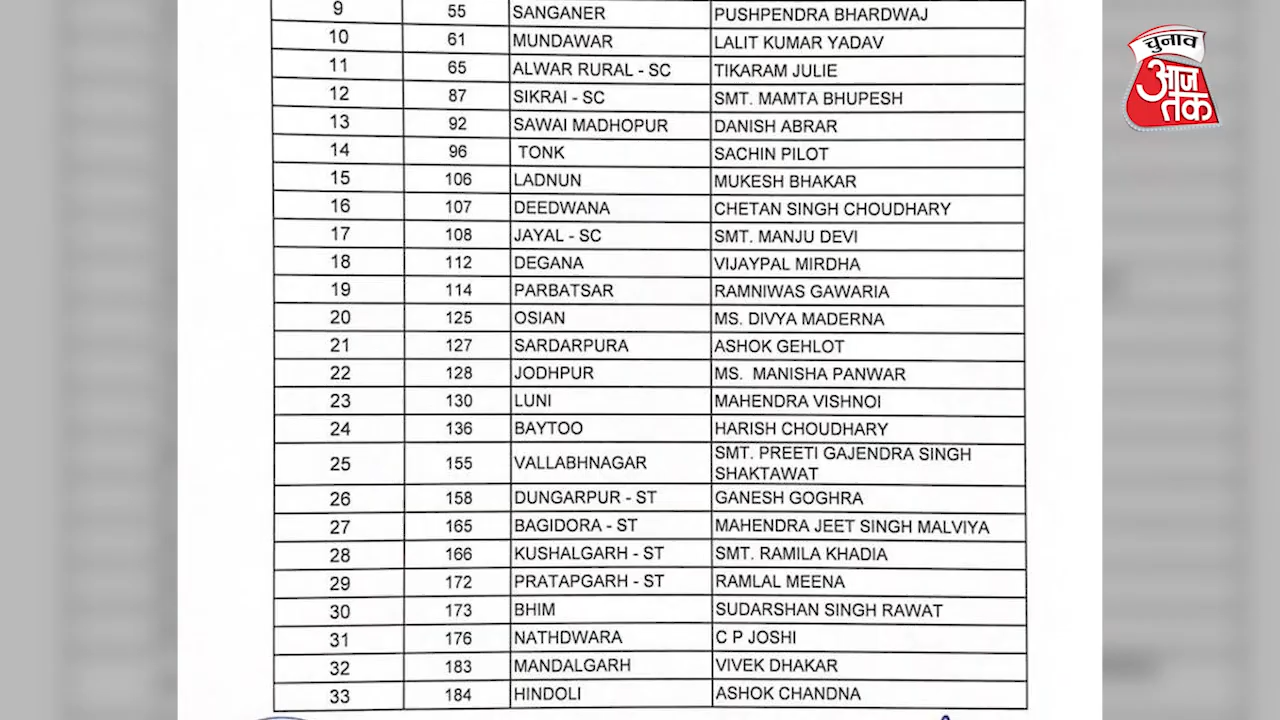 9 55 SANGANER PUSHPENDRA BHARDWAJ
10 61 MUNDAWAR LALIT KUMAR YADAV
11 65 ALWAR RURAL - SC TIKARAM JULIE
12 87 SIKRAI - SC SMT. MAMTA BHUPESH
13 92 SAWAI MADHOPUR DANISH ABRAR
14 96 TONK SACHIN PILOT
15 106 LADNUN MUKESH BHAKAR
16 107 DEEDWANA CHETAN SINGH CHOUDHARY
17 108 JAYAL - SC SMT. MANJU DEVI
18 112 DEGANA VIJAYPAL MIRDHA
19 114 PARBATSAR RAMNIWAS GAWARIA
20 125 OSIAN MS. DIVYA MADERNA
21 127 SARDARPURA ASHOK GEHLOT
22 128 JODHPUR MS. MANISHA PANWAR
23 130 LUNI MAHENDRA VISHNOI
24 136 BAYTOO HARISH CHOUDHARY
25 155 VALLABHNAGAR SMT. PREETI GAJENDRA SINGH
SHAKTAWAT
26 158 DUNGARPUR - ST GANESH GOGHRA
27 165 BAGIDORA - ST MAHENDRA JEET SINGH MALVIYA
28 166 KUSHALGARH - ST SMT. RAMILA KHADIA
29 172 PRATAPGARH - ST RAMLAL MEENA
30 173 BHIM SUDARSHAN SINGH RAWAT
31 176 NATHDWARA C P JOSHI
32 183 MANDALGARH VIVEK DHAKAR
33 184 HINDOLI ASHOK CHANDNA
चुनाव
आज
तक